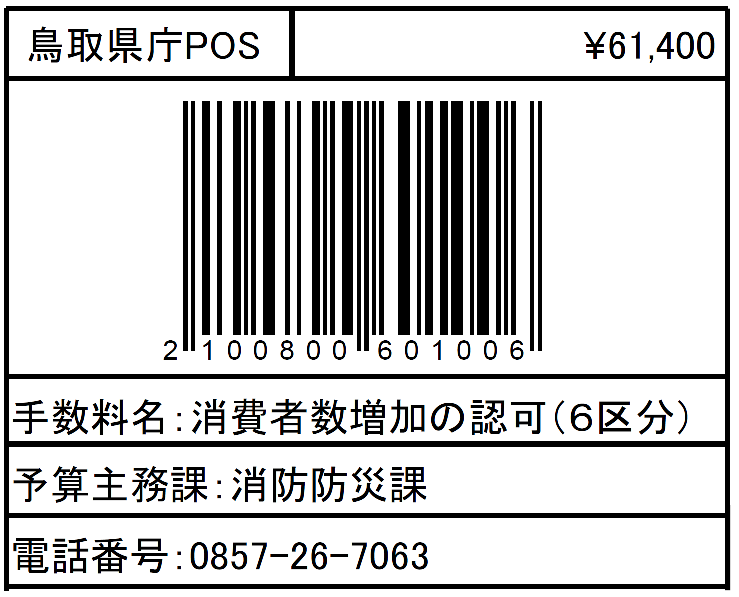 鳥取県庁POS
¥61,400
2100800601006
手数料名:消費者数増加の認可(6区分)
予算主務課:消防防災課
電話番号:0857-26-7063